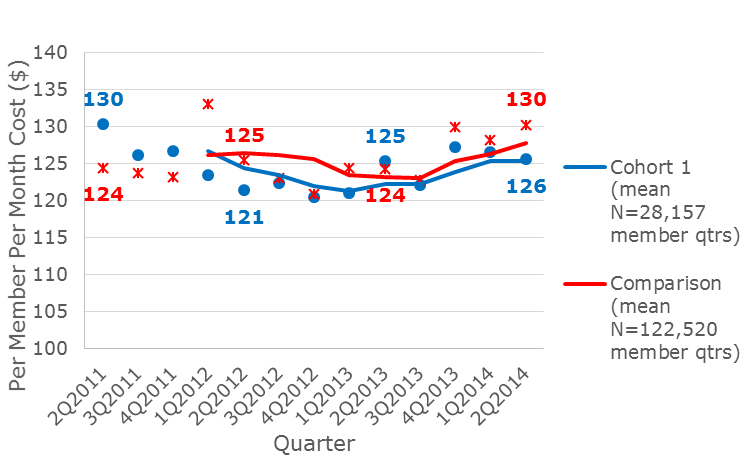 140
135
130
125
120
115
110
105
100
Per Member Per Month Cost ($)
130
124
125
121
125
124
130
126
2Q2011
3Q2011
4Q2011
1Q2012
2Q2012
3Q2012
4Q2012
1Q2013
2Q2013
3Q2013
4Q2013
1Q2014
2Q2014
Quarter
Cohort 1
(mean
N=28,157
member qtrs)
Comparison
(mean
N=122,520
member qtrs)